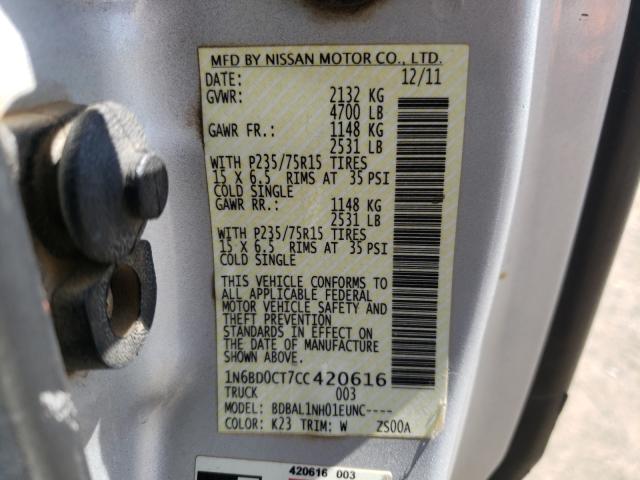 MFD BY NISSAN MOTOR CO., LTD.
DATE: 12/11
GVWR: 2132 KG
4700 LB
GAWR FR.: 1148 KG
2531 LB
WITH P235/75R15 TIRES
15 X 6.5 RIMS AT 35 PSI
COLD SINGLE
GAWR RR.: 1148 KG
2531 LB
WITH P235/75R15 TIRES
15 X 6.5 RIMS AT 35 PSI
COLD SINGLE
THIS VEHICLE CONFORMS TO
ALL APPLICABLE FEDERAL
MOTOR VEHICLE SAFETY AND
AND THEFT PREVENTION
STANDARDS IN EFFECT ON
THE DATE OF MANUFACTURE
SHOWN ABOVE.
1N6BD0CT7CC420616
TRUCK 003
MODEL: BDBAL1NH01EUNC----
COLOR: K23 TRIM: W ZS00A
420616 003